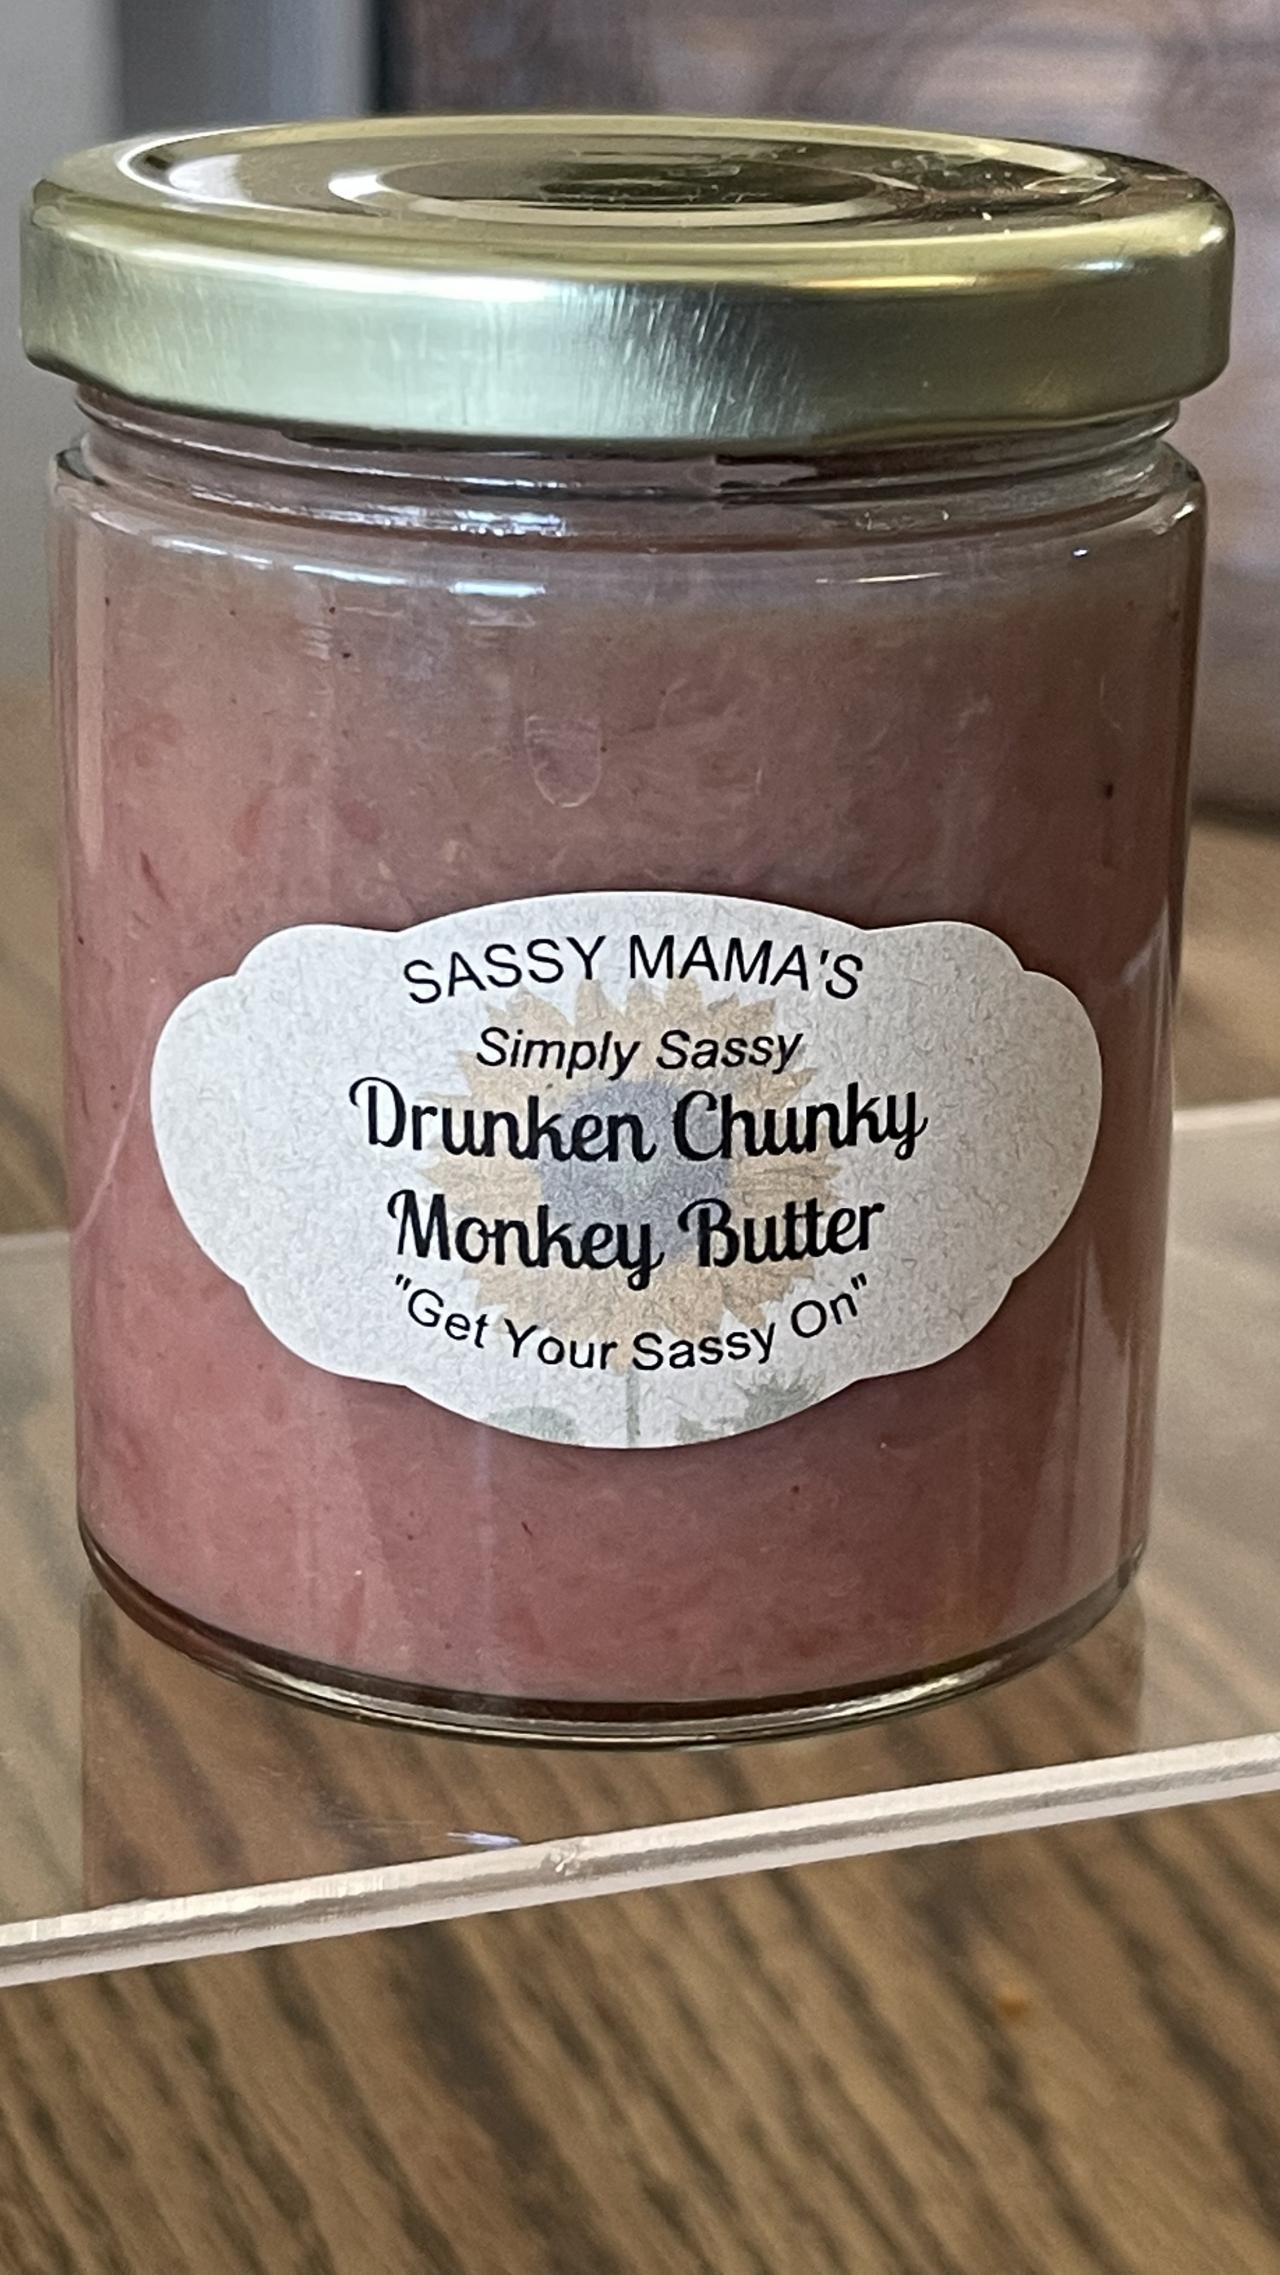 SASSY MAMA'S
Simply Sassy
Drunken Chunky
Monkey Butter
"Get Your Sassy On"